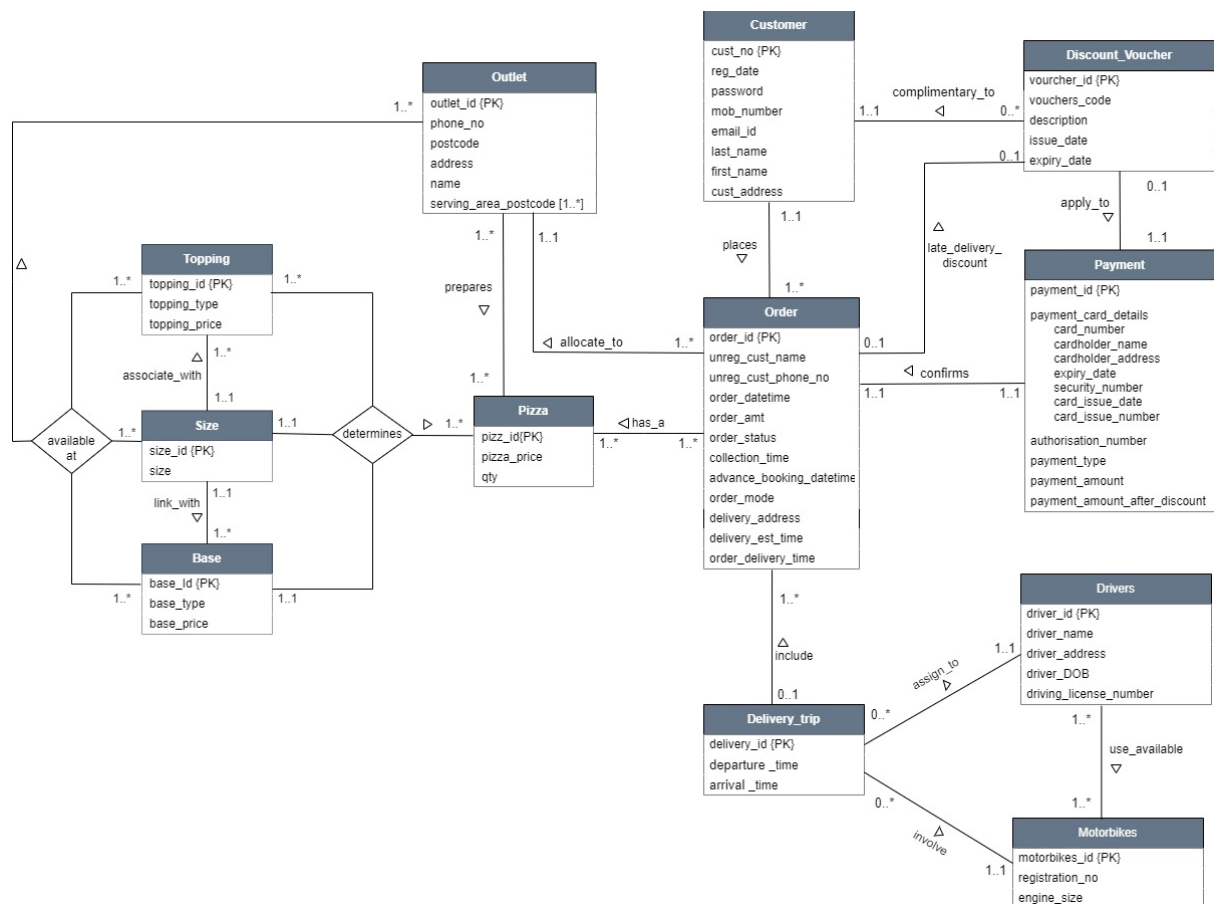 Customer
cust_no {PK}
reg_date
password
mob_number
email_id
last_name
first_name
cust_address
Discount_Voucher
vourcher_id {PK}
vouchers_code
description
issue_date
expiry_date
complimentary_to
1..1
0..*
Outlet
outlet_id {PK}
phone_no
postcode
address
name
serving_area_postcode [1..*]
1..*
0..1
0..1
apply_to
1..1
1..1
places
1..*
late_delivery_
discount
1..*
1..1
prepares
1..*
allocate_to
1..*
Topping
topping_id {PK}
topping_type
topping_price
1..*
1..*
1..*
associate_with
1..1
Payment
payment_id {PK}
payment_card_details
card_number
cardholder_name
cardholder_address
expiry_date
security_number
card_issue_date
card_issue_number
authorisation_number
payment_type
payment_amount
payment_amount_after_discount
Order
order_id {PK}
unreg_cust_name
unreg_cust_phone_no
order_datetime
order_amt
order_status
collection_time
advance_booking_datetime
order_mode
delivery_address
delivery_est_time
order_delivery_time
0..1
confirms
1..1
1..1
Size
size_id {PK}
size
available
at
1..*
1..1
determines
1..*
Pizza
pizz_id{PK}
pizza_price
qty
has_a
1..*
1..*
1..1
link_with
1..*
Base
base_Id {PK}
base_type
base_price
1..*
1..1
1..*
include
0..1
Drivers
driver_id {PK}
driver_name
driver_address
driver_DOB
driving_license_number
1..1
assign_to
0..*
Delivery_trip
delivery_id {PK}
departure _time
arrival _time
0..*
involve
1..1
1..*
use_available
1..*
Motorbikes
motorbikes_id {PK}
registration_no
engine_size